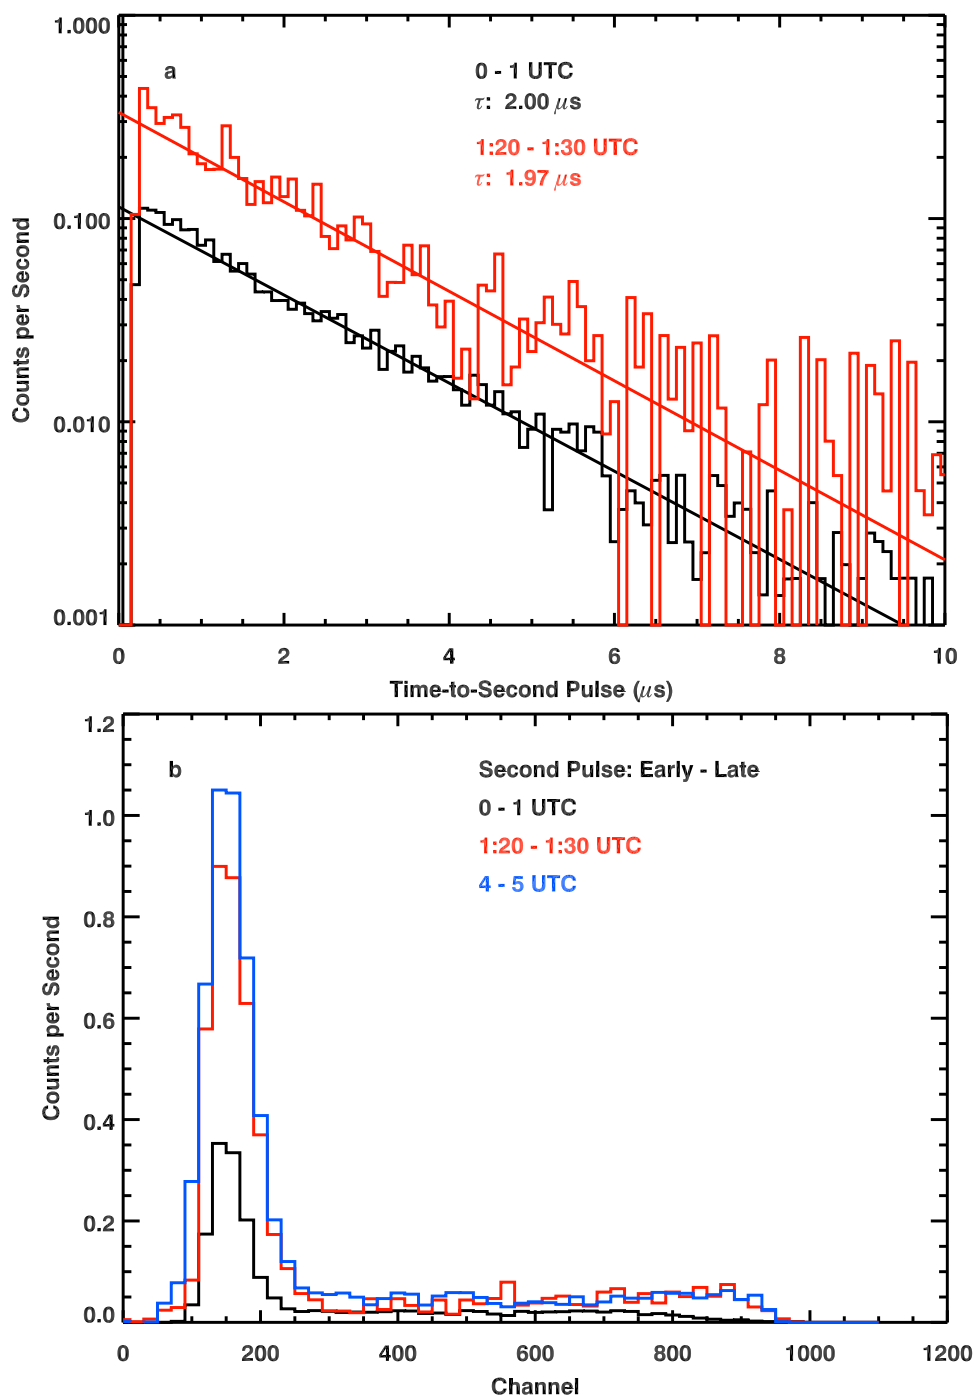 1.000
a
0 - 1 UTC
τ: 2.00 μs
1:20 - 1:30 UTC
τ: 1.97 μs
0.100
Counts per Second
0.010
0.001
0 2 4 6 8 10
Time-to-Second Pulse (μs)
1.2
b
Second Pulse: Early - Late
0 - 1 UTC
1.0
1:20 - 1:30 UTC
4 - 5 UTC
0.8
Counts per Second
0.6
0.4
0.2
0.0
0 200 400 600 800 1000 1200
Channel